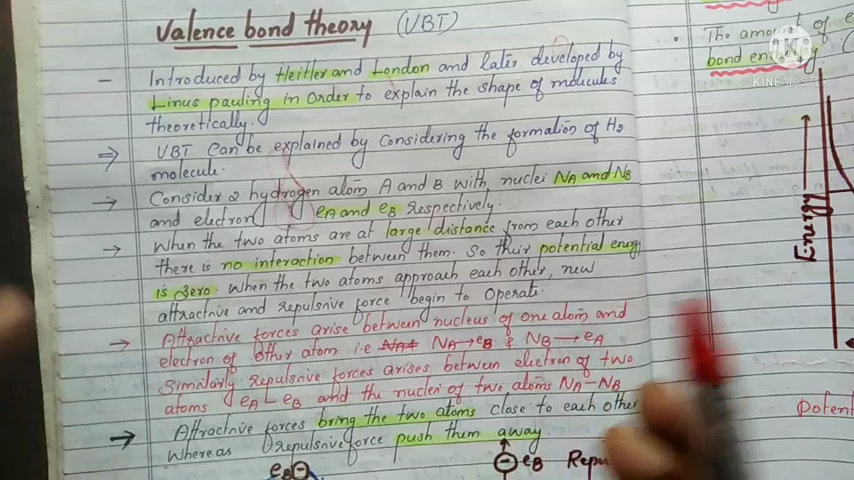 Valence bond theory (VBT)
- Introduced by Heitler and London and later developed by
Linus pauling in order to explain the shape of molecules
theoretically.
⇒ VBT can be explained by considering the formation of H2
molecule.
→ Consider 2 hydrogen atom A and B with nuclei NA and NB
and electron eA and eB respectively.
→ When the two atoms are at large distance from each other
there is no interaction between them. So their potential energy
is zero. When the two atoms approach each other, new
attractive and repulsive force begin to operate.
→ Attractive forces arise between nucleus of one atom and
electron of other atom i.e NA→eB & NB→eA
Similarly repulsive forces arises between electron of two
atoms eA-eB and the nuclei of two atoms NA-NB
→ Attractive forces bring the two atoms close to each other
whereas repulsive force push them away.
eB ⊖
⊖ eB Repu
• The amount of e
bond energy
Energy
Potent
KINEMASTER